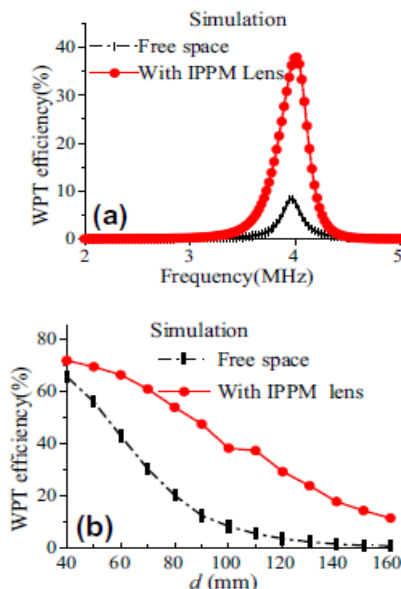 Simulation
Free space
With IPPM Lens
WPT efficiency(%)
40
30
20
10
0
(a)
2 3 4 5
Frequency(MHz)
Simulation
Free space
With IPPM lens
WPT efficiency(%)
80
60
40
20
0
(b)
40 60 80 100 120 140 160
d (mm)